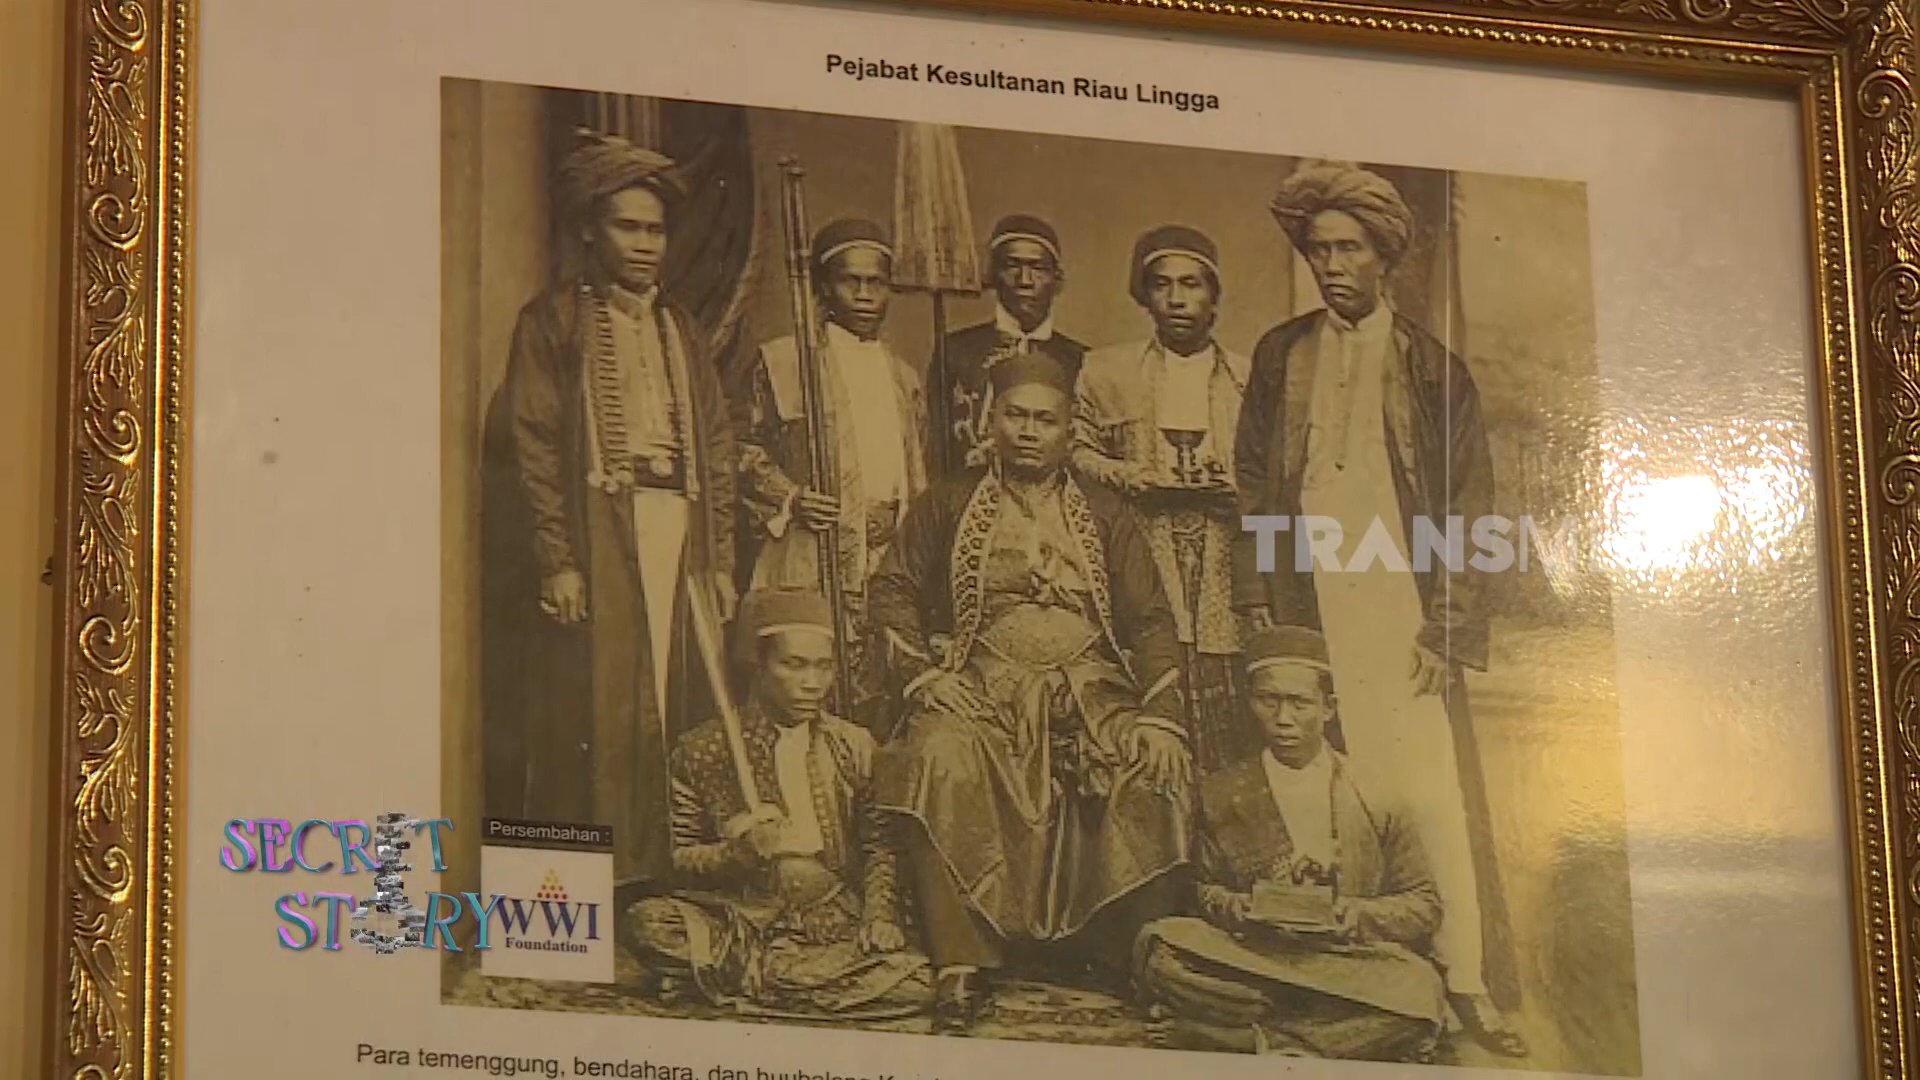 Pejabat Kesultanan Riau Lingga
TRANSM
SECRET
STORY
Persembahan :
WWI
Foundation
Para temenggung, bendahara, dan